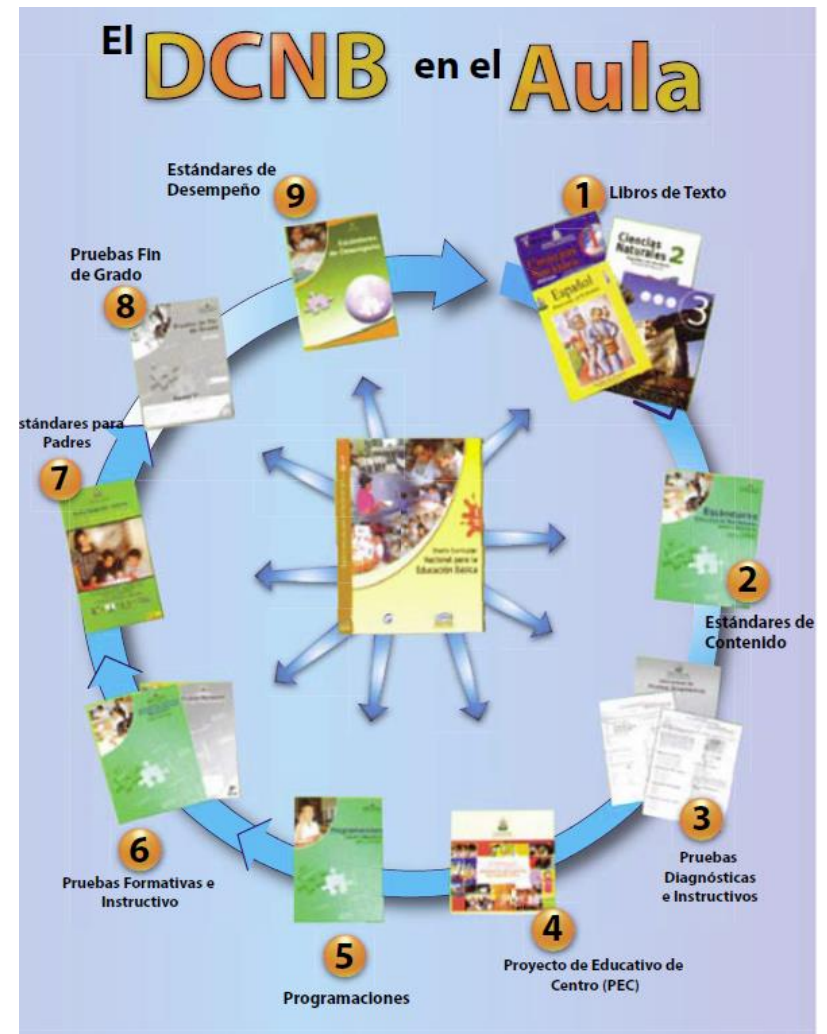 El DCNB en el Aula
Estándares de
Desempeño
9
1
Libros de Texto
Pruebas Fin
de Grado
8
Estándares
de Desempeño
Ciencias
Naturales 2
Español
3
stándares para
Padres
7
Diseño Curricular
Nacional para la
Educación Básica
Estándares
2
Estándares de
Contenido
3
Pruebas
Diagnósticas
e Instructivos
6
Pruebas Formativas e
Instructivo
Programaciones
5
Programaciones
4
Proyecto de Educativo de
Centro (PEC)